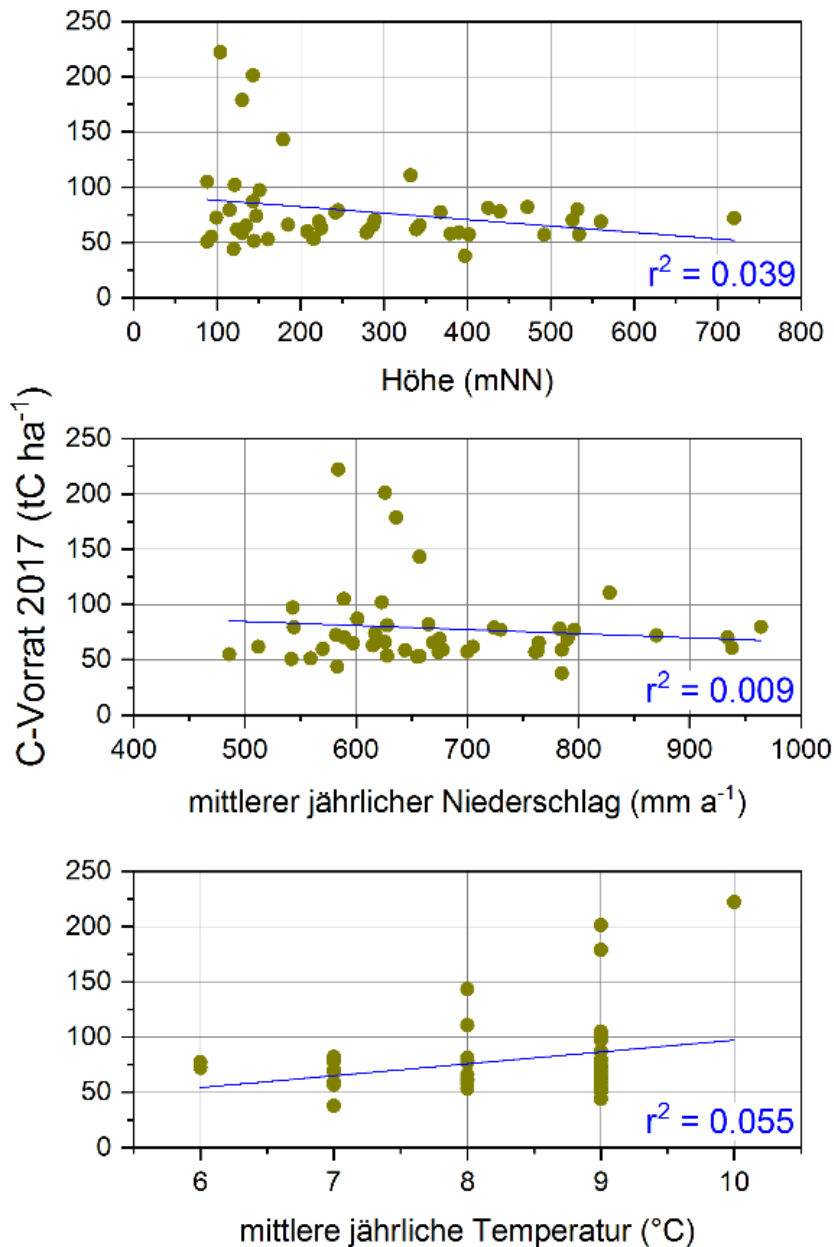 250
200
150
100
50
0
0 100 200 300 400 500 600 700 800
r² = 0.039
Höhe (mNN)
C-Vorrat 2017 (tC ha⁻¹)
250
200
150
100
50
0
400 500 600 700 800 900 1000
r² = 0.009
mittlerer jährlicher Niederschlag (mm a⁻¹)
250
200
150
100
50
0
6 7 8 9 10
r² = 0.055
mittlere jährliche Temperatur (°C)